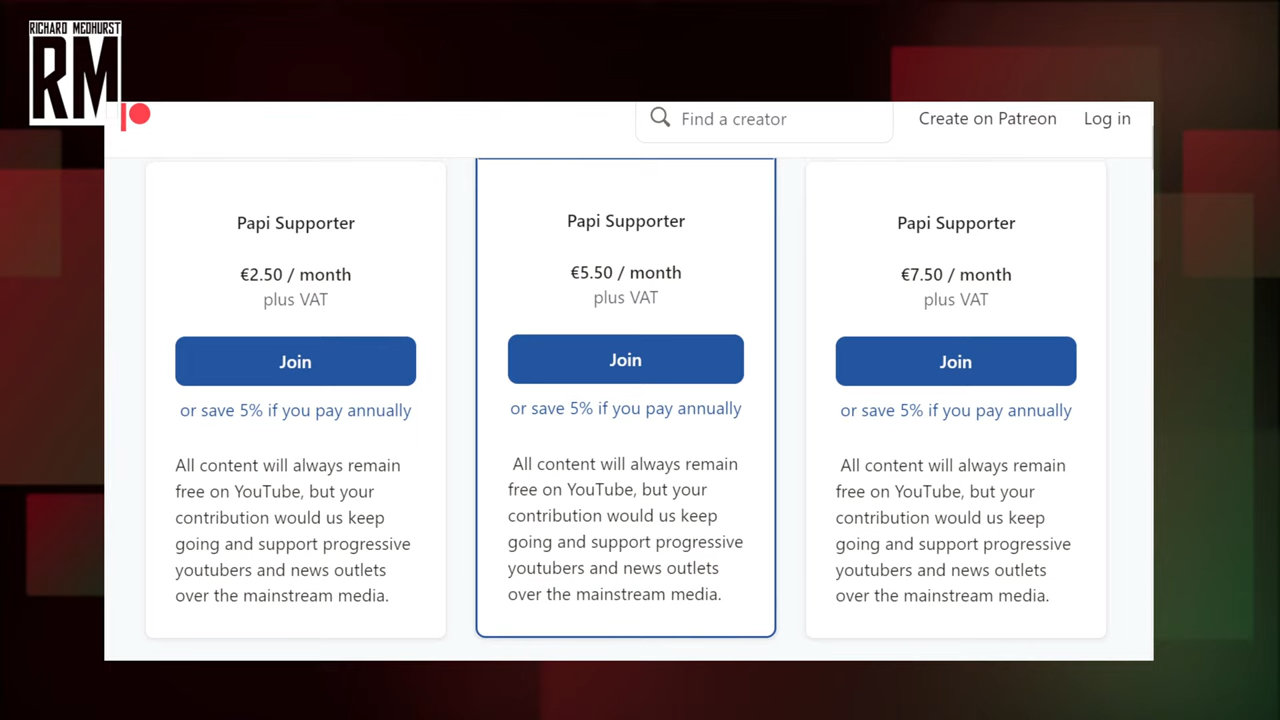 RICHARD MEDHURST
RM
Find a creator
Create on Patreon
Log in
Papi Supporter
€2.50 / month
plus VAT
Join
or save 5% if you pay annually
All content will always remain
free on YouTube, but your
contribution would us keep
going and support progressive
youtubers and news outlets
over the mainstream media.
Papi Supporter
€5.50 / month
plus VAT
Join
or save 5% if you pay annually
All content will always remain
free on YouTube, but your
contribution would us keep
going and support progressive
youtubers and news outlets
over the mainstream media.
Papi Supporter
€7.50 / month
plus VAT
Join
or save 5% if you pay annually
All content will always remain
free on YouTube, but your
contribution would us keep
going and support progressive
youtubers and news outlets
over the mainstream media.